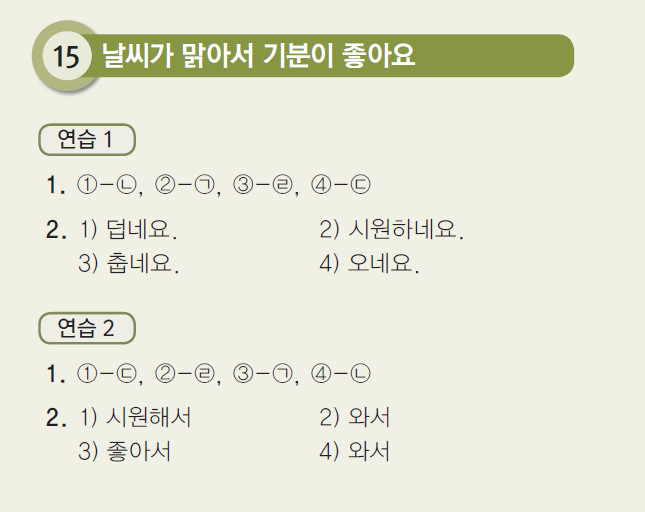 15 날씨가 맑아서 기분이 좋아요
연습 1
1. ①-㉡, ②-㉠, ③-㉣, ④-㉢
2. 1) 덥네요. 2) 시원하네요.
3) 춥네요. 4) 오네요.
연습 2
1. ①-㉢, ②-㉣, ③-㉠, ④-㉡
2. 1) 시원해서 2) 와서
3) 좋아서 4) 와서